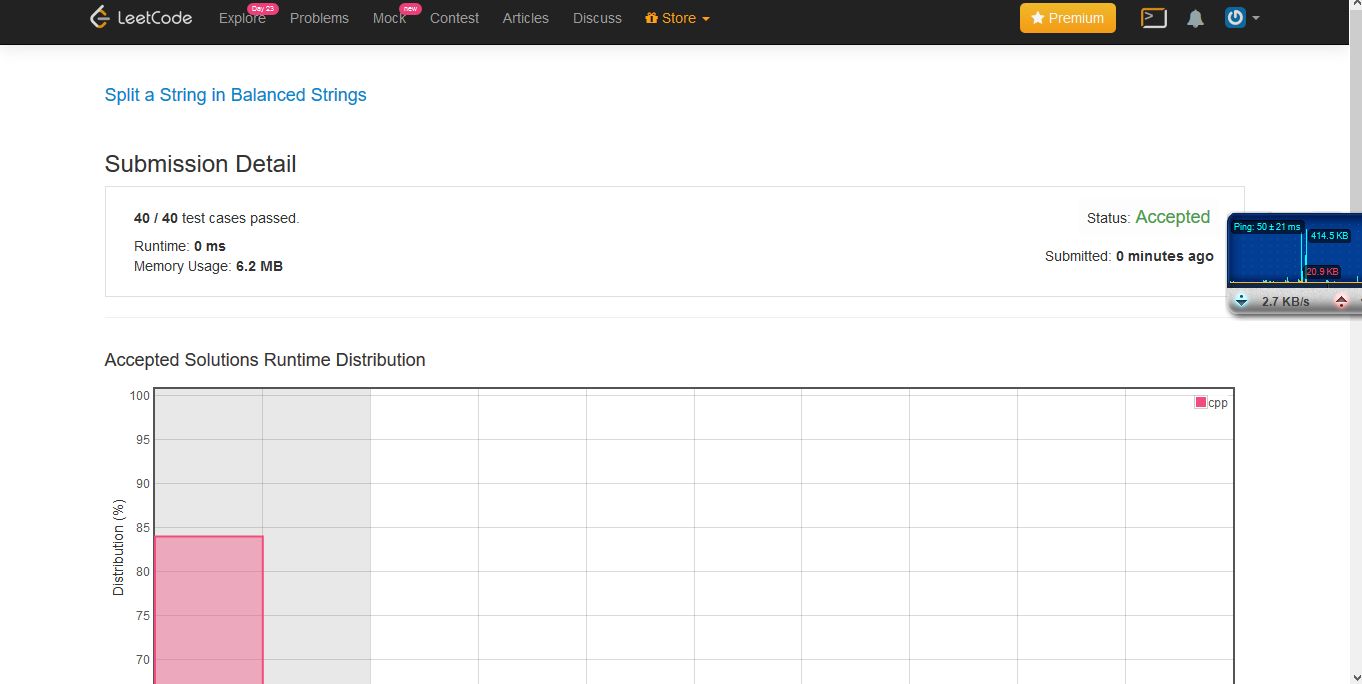 LeetCode Explore Day 23 Problems Mock new Contest Articles Discuss Store Premium
Split a String in Balanced Strings
Submission Detail
40 / 40 test cases passed. Status: Accepted
Runtime: 0 ms
Memory Usage: 6.2 MB Submitted: 0 minutes ago
Ping: 50 ± 21 ms
414.5 KB
20.9 KB
2.7 KB/s
Accepted Solutions Runtime Distribution
cpp
Distribution (%)
100
95
90
85
80
75
70